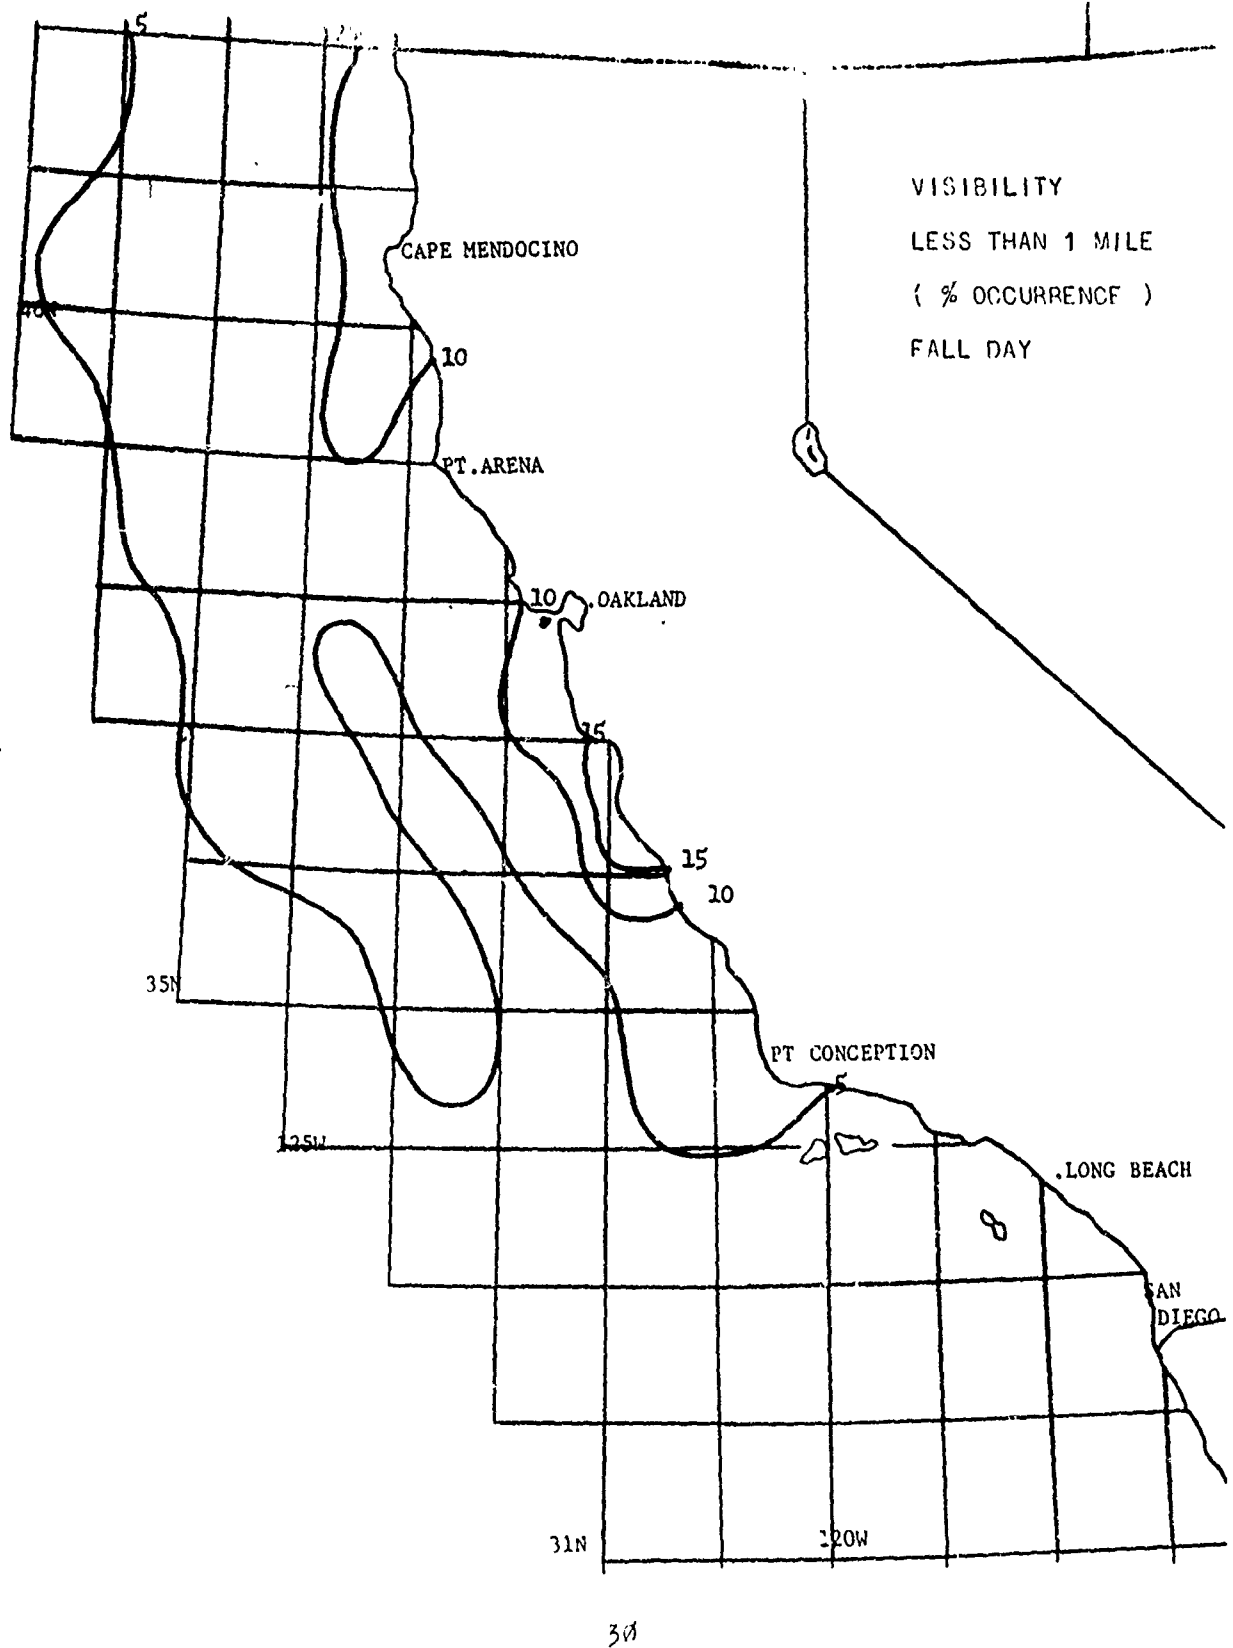 5
VISIBILITY
LESS THAN 1 MILE
( % OCCURRENCE )
FALL DAY
CAPE MENDOCINO
40N
10
PT.ARENA
10 .OAKLAND
15
15
10
35N
PT CONCEPTION
5
125W
.LONG BEACH
SAN
DIEGO
31N 120W
30